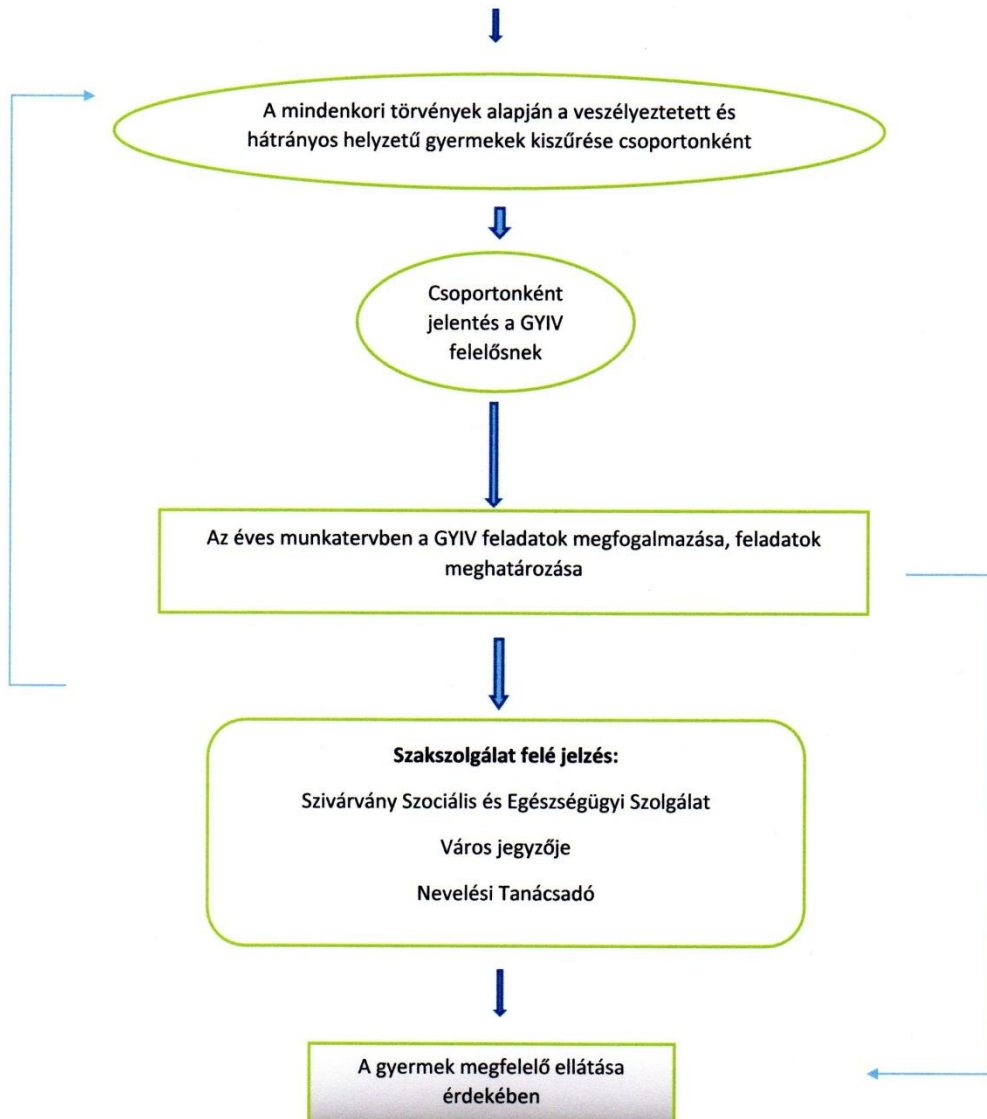 A mindenkori törvények alapján a veszélyeztetett és
hátrányos helyzetű gyermekek kiszűrése csoportonként
Csoportonként
jelentés a GYIV
felelősnek
Az éves munkatervben a GYIV feladatok megfogalmazása, feladatok
meghatározása
Szakszolgálat felé jelzés:
Szivárvány Szociális és Egészségügyi Szolgálat
Város jegyzője
Nevelési Tanácsadó
A gyermek megfelelő ellátása
érdekében